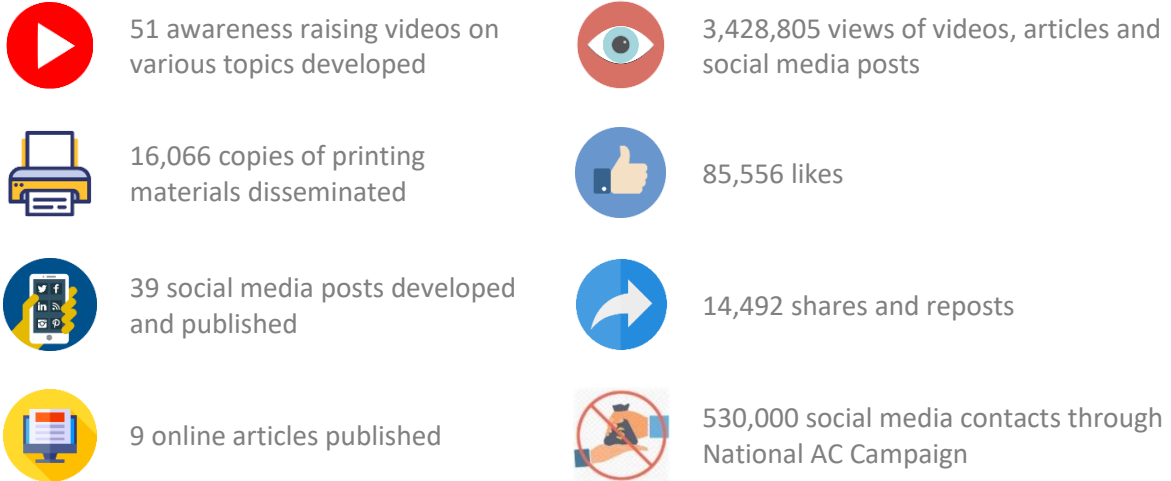 51 awareness raising videos on
various topics developed
3,428,805 views of videos, articles and
social media posts
16,066 copies of printing
materials disseminated
85,556 likes
39 social media posts developed
and published
14,492 shares and reposts
9 online articles published
530,000 social media contacts through
National AC Campaign